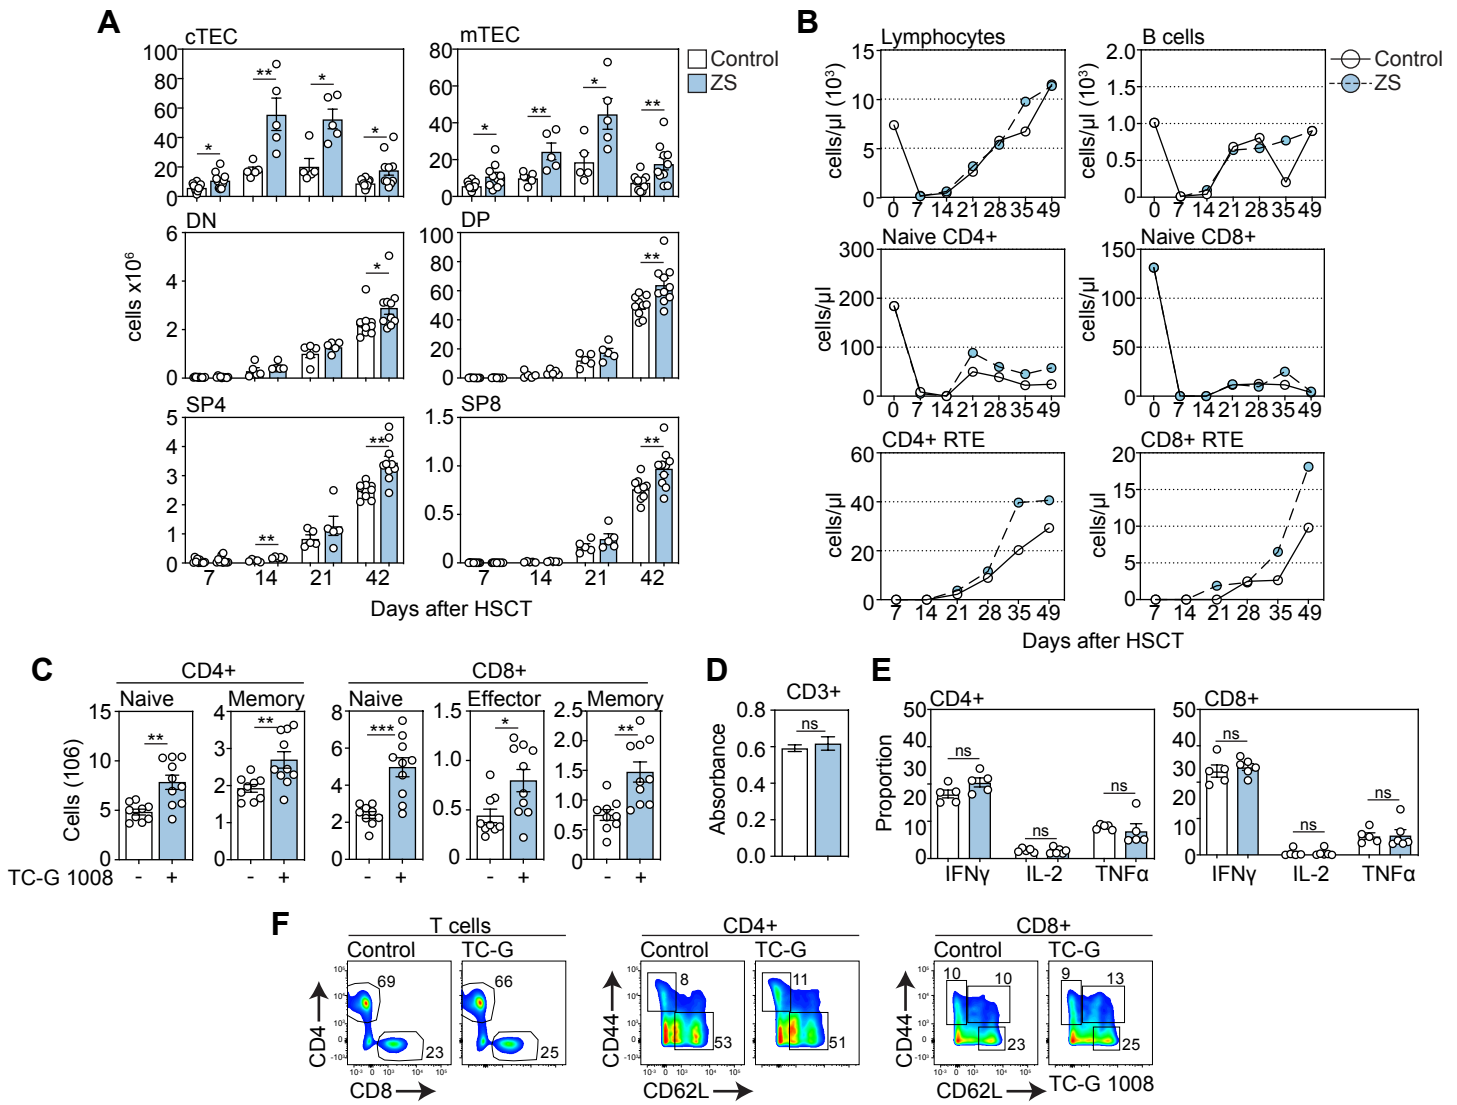 A
cTEC
mTEC
Control
ZS
100
80
60
40
20
0
80
60
40
20
0
*
**
*
*
*
**
*
**
DN
DP
cells x10⁶
6
4
2
0
100
80
60
40
20
0
*
**
SP4
SP8
5
4
3
2
1
0
1.5
1.0
0.5
0
**
**
**
7 14 21 42
7 14 21 42
Days after HSCT
B
Lymphocytes
B cells
Control
ZS
cells/µl (10³)
15
10
5
0
0 7 14 21 28 35 49
cells/µl (10³)
2.0
1.5
1.0
0.5
0
0 7 14 21 28 35 49
Naive CD4+
Naive CD8+
cells/µl
300
200
100
0
0 7 14 21 28 35 49
cells/µl
150
100
50
0
0 7 14 21 28 35 49
CD4+ RTE
CD8+ RTE
cells/µl
60
40
20
0
7 14 21 28 35 49
cells/µl
20
15
10
5
0
7 14 21 28 35 49
Days after HSCT
C
CD4+
CD8+
Naive
Memory
Naive
Effector
Memory
Cells (106)
15
10
5
0
**
4
3
2
1
0
**
8
6
4
2
0
***
1.5
1.0
0.5
0
*
2.5
2.0
1.5
1.0
0.5
0
**
TC-G 1008 - + - + - + - + - +
D
CD3+
Absorbance
0.8
0.6
0.4
0.2
0.0
ns
E
CD4+
CD8+
Proportion
50
40
30
20
10
0
ns
ns
ns
IFNγ IL-2 TNFα
50
40
30
20
10
0
ns
ns
ns
IFNγ IL-2 TNFα
F
T cells
CD4+
CD8+
Control TC-G
Control TC-G
Control TC-G
CD4
69
23
66
25
CD8
CD44
8
53
11
51
CD62L
CD44
10
10
23
9
13
25
CD62L
TC-G 1008